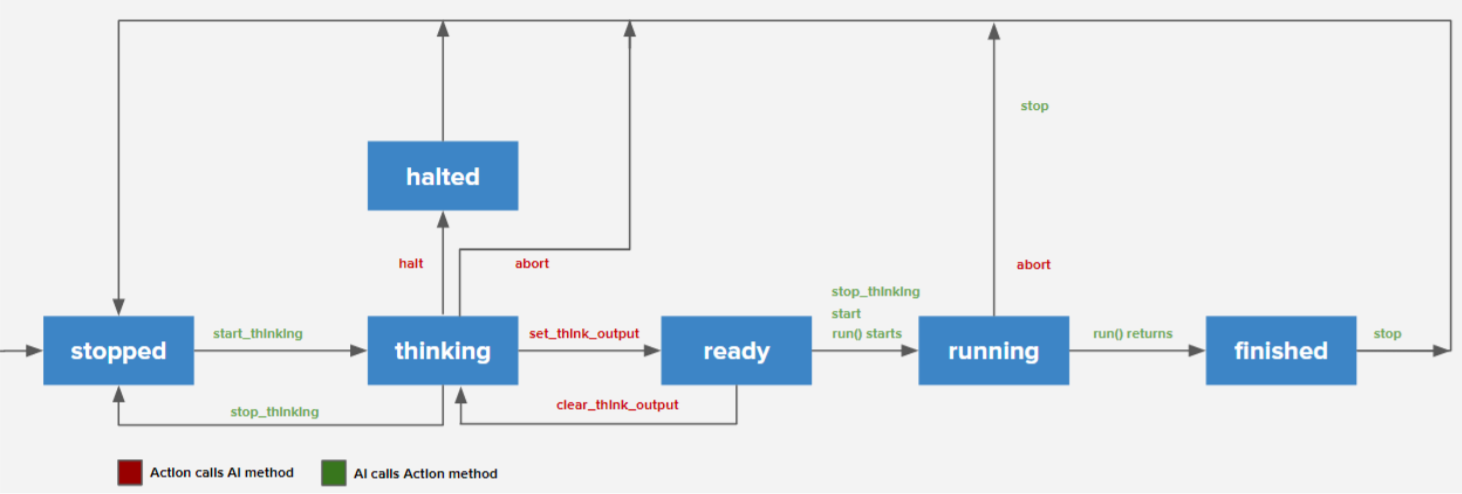 stop
halted
halt
abort
abort
stop_thinking
start
start_thinking
set_think_output
run() starts
run() returns
stop
stopped
thinking
ready
running
finished
stop_thinking
clear_think_output
Action calls AI method
AI calls Action method